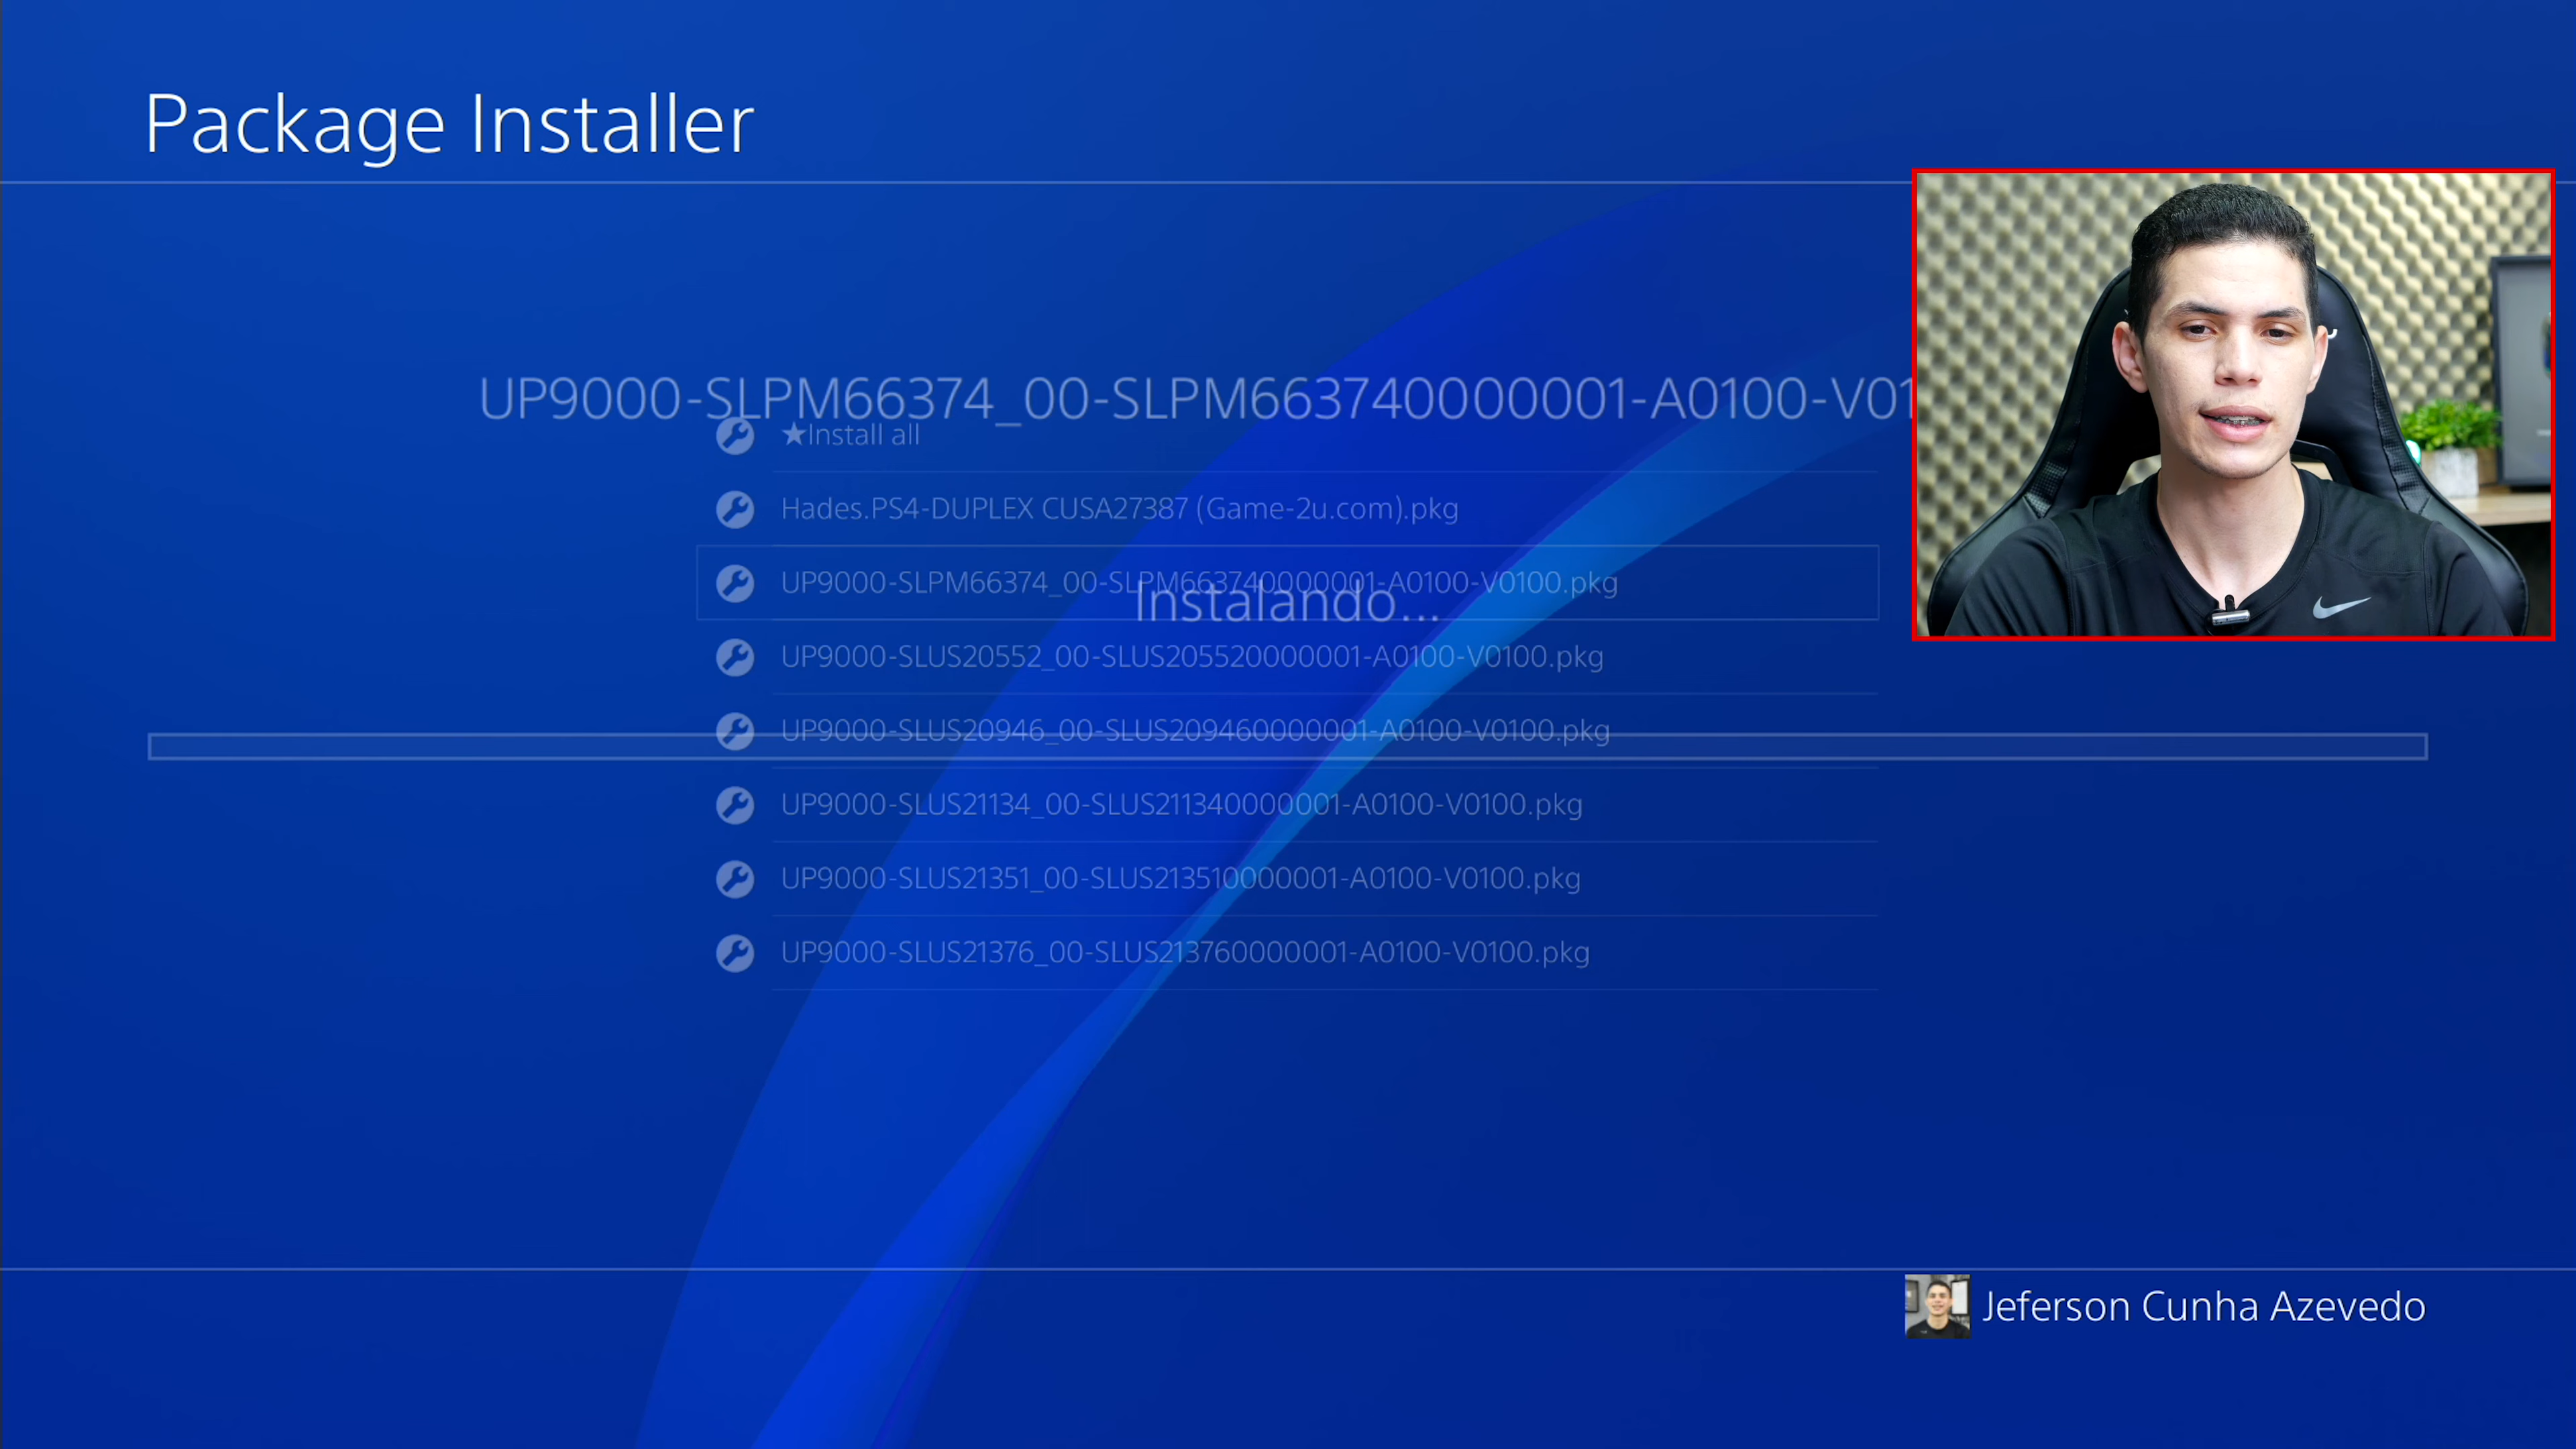 Package Installer
UP9000-SLPM66374_00-SLPM663740000001-A0100-V01
★Install all
Hades.PS4-DUPLEX CUSA27387 (Game-2u.com).pkg
UP9000-SLPM66374_00-SLPM663740000001-A0100-V0100.pkg
Instalando...
UP9000-SLUS20552_00-SLUS205520000001-A0100-V0100.pkg
UP9000-SLUS20946_00-SLUS209460000001-A0100-V0100.pkg
UP9000-SLUS21134_00-SLUS211340000001-A0100-V0100.pkg
UP9000-SLUS21351_00-SLUS213510000001-A0100-V0100.pkg
UP9000-SLUS21376_00-SLUS213760000001-A0100-V0100.pkg
Jeferson Cunha Azevedo